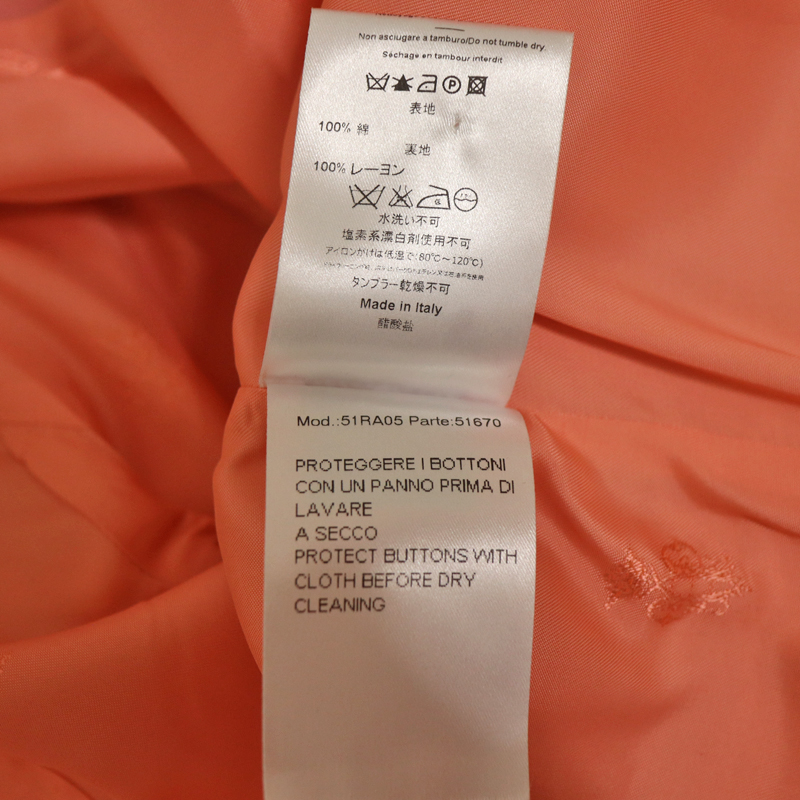 Non asciugare a tamburo/Do not tumble dry.
Séchage en tambour interdit
P
表地
100% 綿
裏地
100% レーヨン
水洗い不可
塩素系漂白剤使用不可
アイロンがけは低温で(80℃～120℃)
タンブラー乾燥不可
Made in Italy
酢酸盐
Mod.:51RA05 Parte:51670
PROTEGGERE I BOTTONI
CON UN PANNO PRIMA DI
LAVARE
A SECCO
PROTECT BUTTONS WITH
CLOTH BEFORE DRY
CLEANING